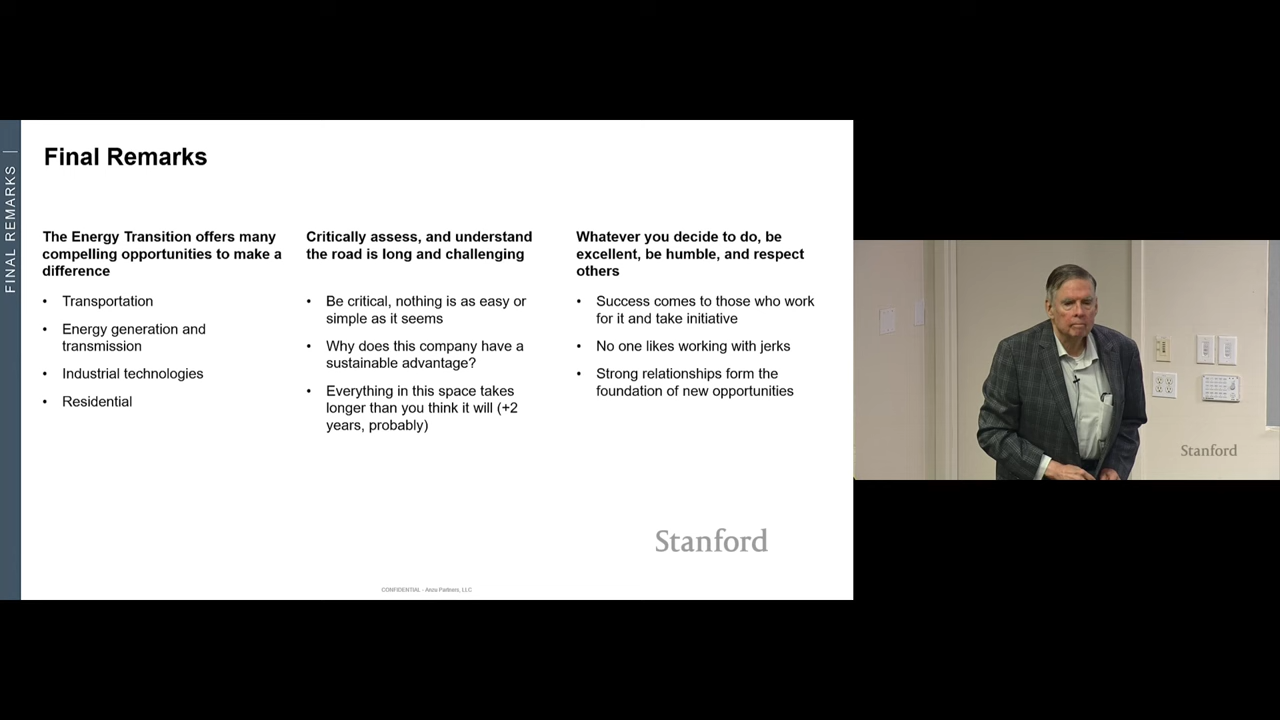 FINAL REMARKS
Final Remarks
The Energy Transition offers many
compelling opportunities to make a
difference
• Transportation
• Energy generation and
transmission
• Industrial technologies
• Residential
Critically assess, and understand
the road is long and challenging
• Be critical, nothing is as easy or
simple as it seems
• Why does this company have a
sustainable advantage?
• Everything in this space takes
longer than you think it will (+2
years, probably)
Whatever you decide to do, be
excellent, be humble, and respect
others
• Success comes to those who work
for it and take initiative
• No one likes working with jerks
• Strong relationships form the
foundation of new opportunities
Stanford
CONFIDENTIAL - Anzu Partners, LLC
Stanford